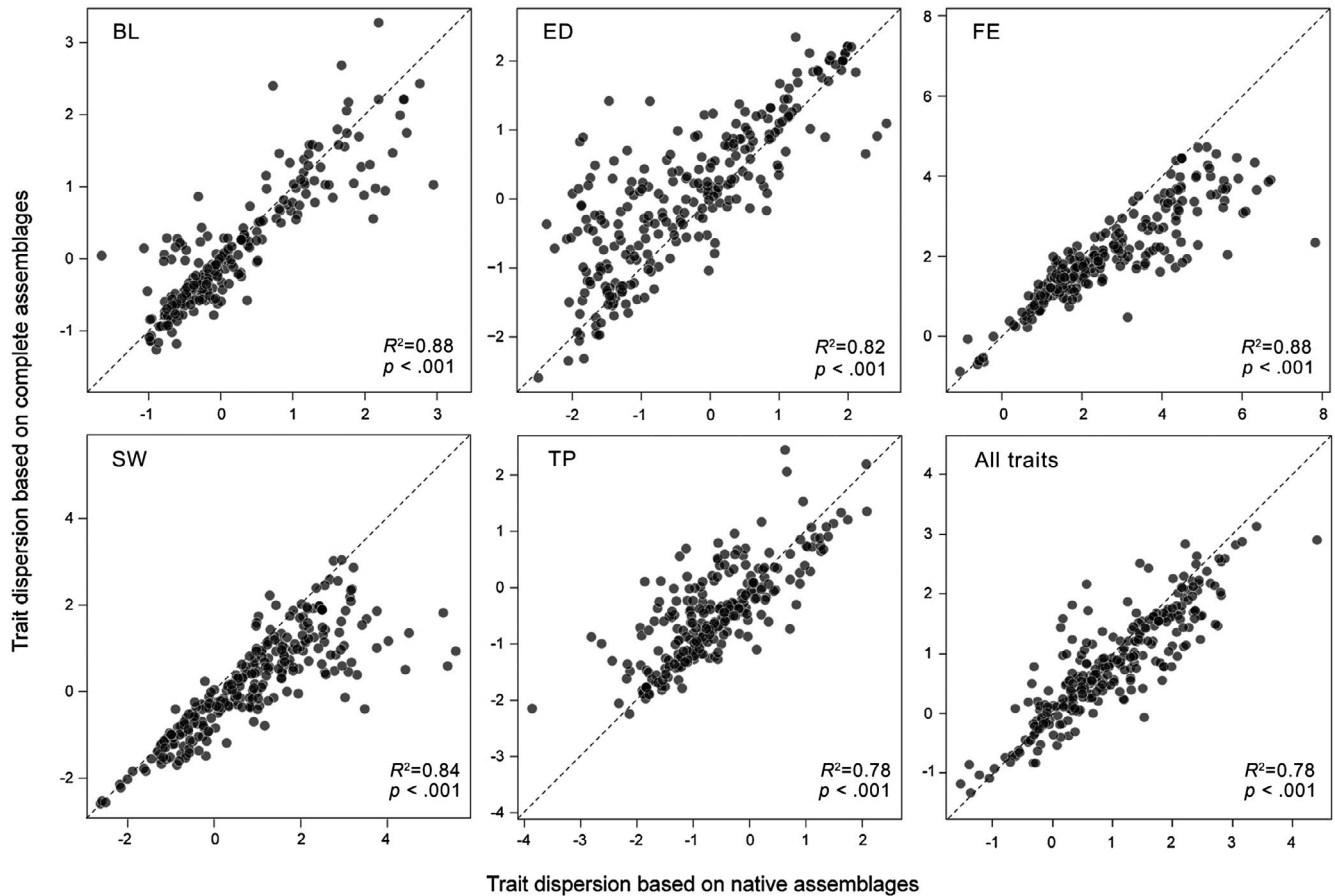 Trait dispersion based on complete assemblages
BL
3
2
1
0
-1
R²=0.88
p < .001
-1 0 1 2 3
ED
2
1
0
-1
-2
R²=0.82
p < .001
-2 -1 0 1 2
FE
8
6
4
2
0
R²=0.88
p < .001
0 2 4 6 8
SW
4
2
0
-2
R²=0.84
p < .001
-2 0 2 4
TP
2
1
0
-1
-2
-3
-4
R²=0.78
p < .001
-4 -3 -2 -1 0 1 2
All traits
4
3
2
1
0
-1
R²=0.78
p < .001
-1 0 1 2 3 4
Trait dispersion based on native assemblages